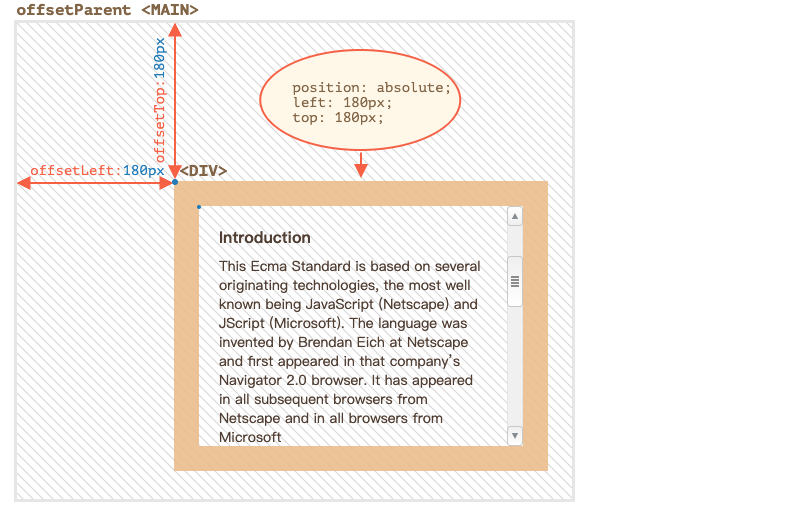 offsetParent <MAIN>
offsetTop:180px
position: absolute;
left: 180px;
top: 180px;
offsetLeft:180px
<DIV>
Introduction
This Ecma Standard is based on several
originating technologies, the most well
known being JavaScript (Netscape) and
JScript (Microsoft). The language was
invented by Brendan Eich at Netscape
and first appeared in that company's
Navigator 2.0 browser. It has appeared
in all subsequent browsers from
Netscape and in all browsers from
Microsoft